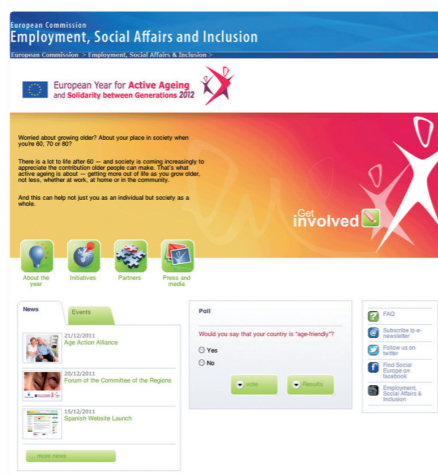 European Commission
Employment, Social Affairs and Inclusion
European Commission > Employment, Social Affairs & Inclusion >
European Year for Active Ageing
and Solidarity between Generations 2012
Worried about growing older? About your place in society when
you're 60, 70 or 80?
There is a lot to life after 60 — and society is coming increasingly to
appreciate the contribution older people can make. That's what
active ageing is about — getting more out of life as you grow older,
not less, whether at work, at home or in the community.
And this can help not just you as an individual but society as a
whole.
Get
involved
About the
year
Initiatives
Partners
Press and
media
News
Events
21/12/2011
Age Action Alliance
20/12/2011
Forum of the Committee of the Regions
15/12/2011
Spanish Website Launch
... more news
Poll
Would you say that your country is "age-friendly"?
Yes
No
vote
Results
FAQ
Subscribe to e-
newsletter
Follow us on
twitter
Find Social
Europe on
facebook
Employment,
Social Affairs &
Inclusion